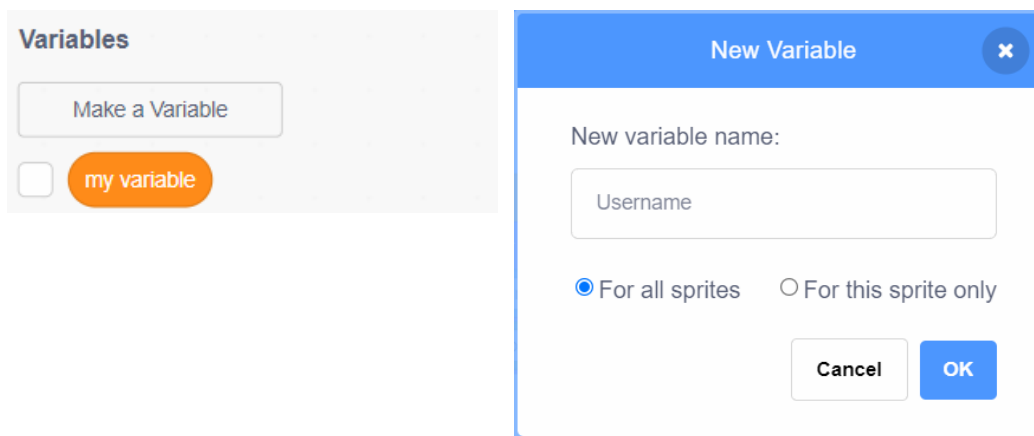 Variables
Make a Variable
my variable
New Variable
New variable name:
Username
For all sprites For this sprite only
Cancel OK